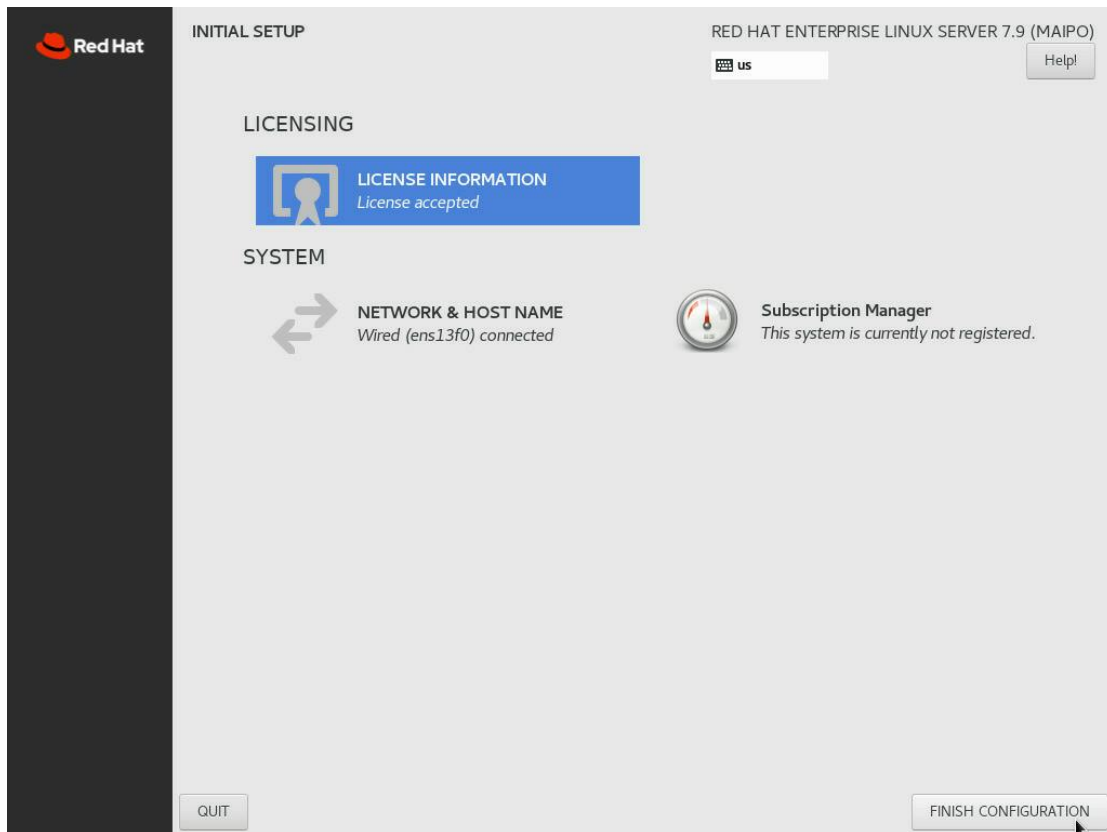 Red Hat
INITIAL SETUP
RED HAT ENTERPRISE LINUX SERVER 7.9 (MAIPO)
us
Help!
LICENSING
LICENSE INFORMATION
License accepted
SYSTEM
NETWORK & HOST NAME
Wired (ens13f0) connected
Subscription Manager
This system is currently not registered.
QUIT
FINISH CONFIGURATION